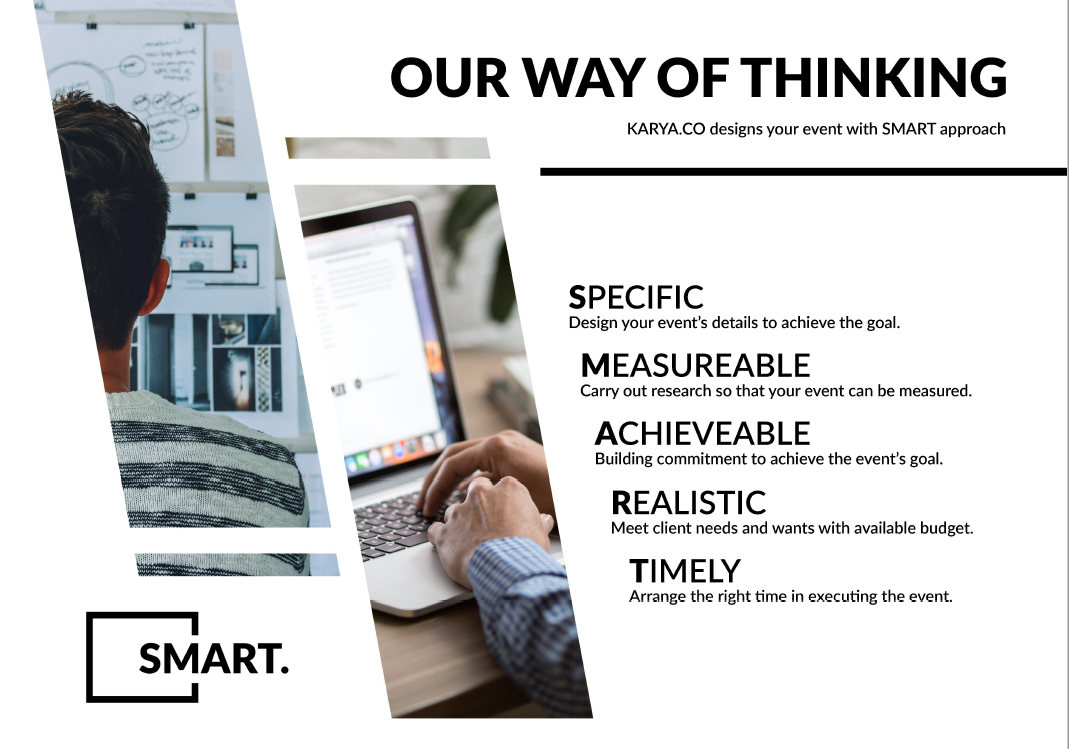 OUR WAY OF THINKING
KARYA.CO designs your event with SMART approach
SPECIFIC
Design your event's details to achieve the goal.
MEASUREABLE
Carry out research so that your event can be measured.
ACHIEVEABLE
Building commitment to achieve the event's goal.
REALISTIC
Meet client needs and wants with available budget.
TIMELY
Arrange the right time in executing the event.
SMART.